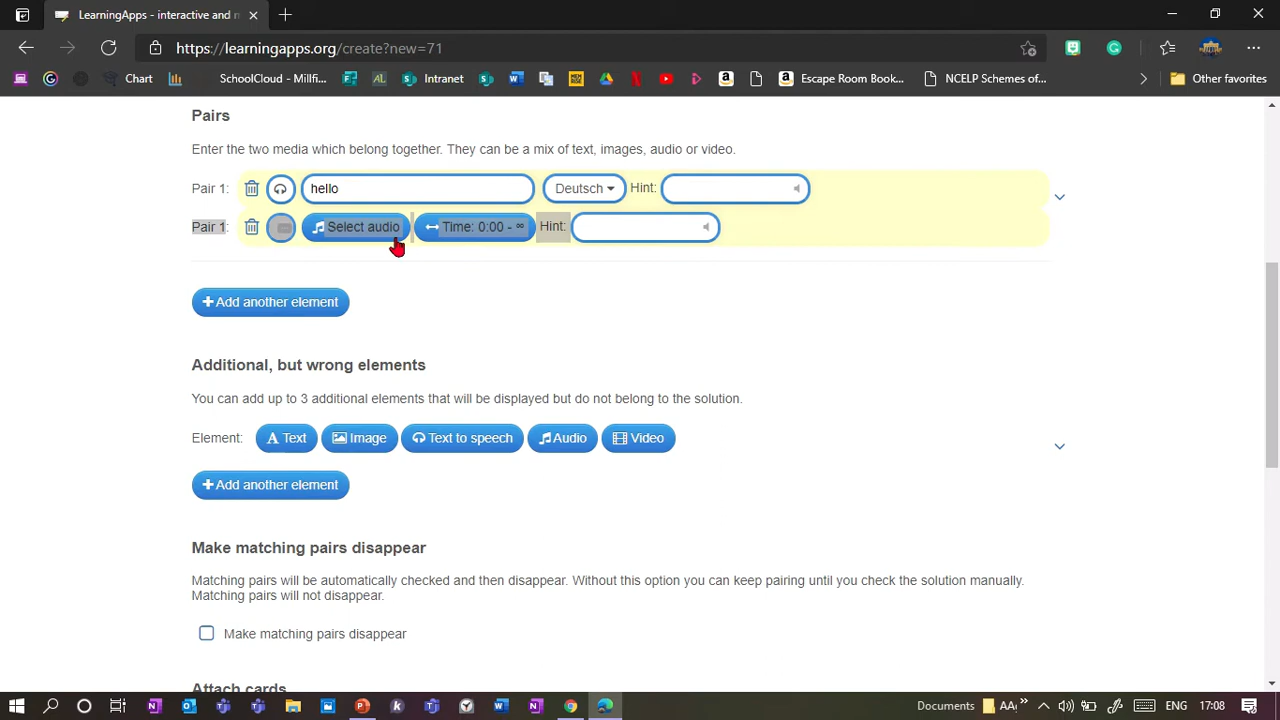 LearningApps - interactive and m
https://learningapps.org/create?new=71
Chart
SchoolCloud - Millfi...
AL
Intranet
Escape Room Book...
NCELP Schemes of...
Other favorites
Pairs
Enter the two media which belong together. They can be a mix of text, images, audio or video.
Pair 1:
hello
Deutsch
Hint:
Pair 1:
Select audio
Time: 0:00 - ∞
Hint:
+ Add another element
Additional, but wrong elements
You can add up to 3 additional elements that will be displayed but do not belong to the solution.
Element:
A Text
Image
Text to speech
Audio
Video
+ Add another element
Make matching pairs disappear
Matching pairs will be automatically checked and then disappear. Without this option you can keep pairing until you check the solution manually.
Matching pairs will not disappear.
Make matching pairs disappear
Attach cards
Documents
17:08